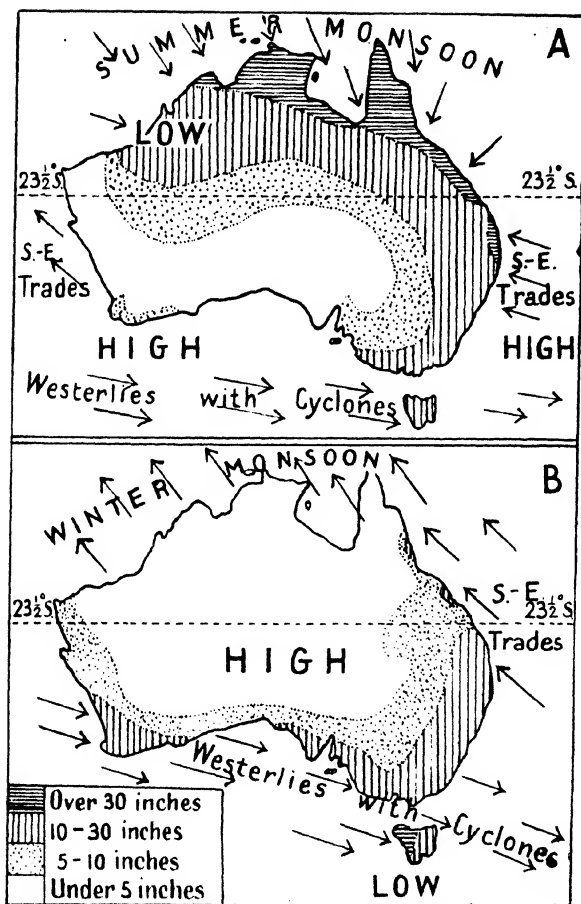 SUMMER MONSOON
A
LOW
23½° S.
23½° S.
S.-E.
Trades
S.-E.
Trades
HIGH
HIGH
Westerlies with Cyclones
WINTER MONSOON
B
23½° S.
S.-E.
23½° S.
Trades
HIGH
Westerlies with Cyclones
LOW
Over 30 inches
10-30 inches
5-10 inches
Under 5 inches